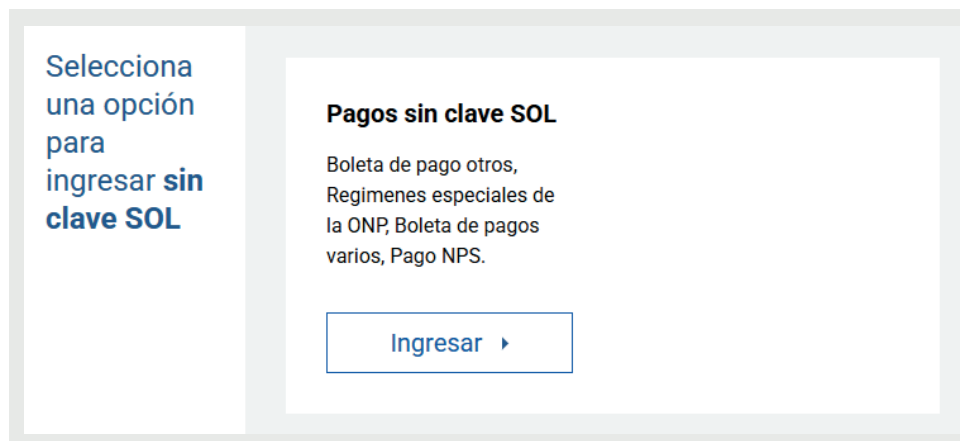 Selecciona
una opción
para
ingresar sin
clave SOL
Pagos sin clave SOL
Boleta de pago otros,
Regimenes especiales de
la ONP, Boleta de pagos
varios, Pago NPS.
Ingresar